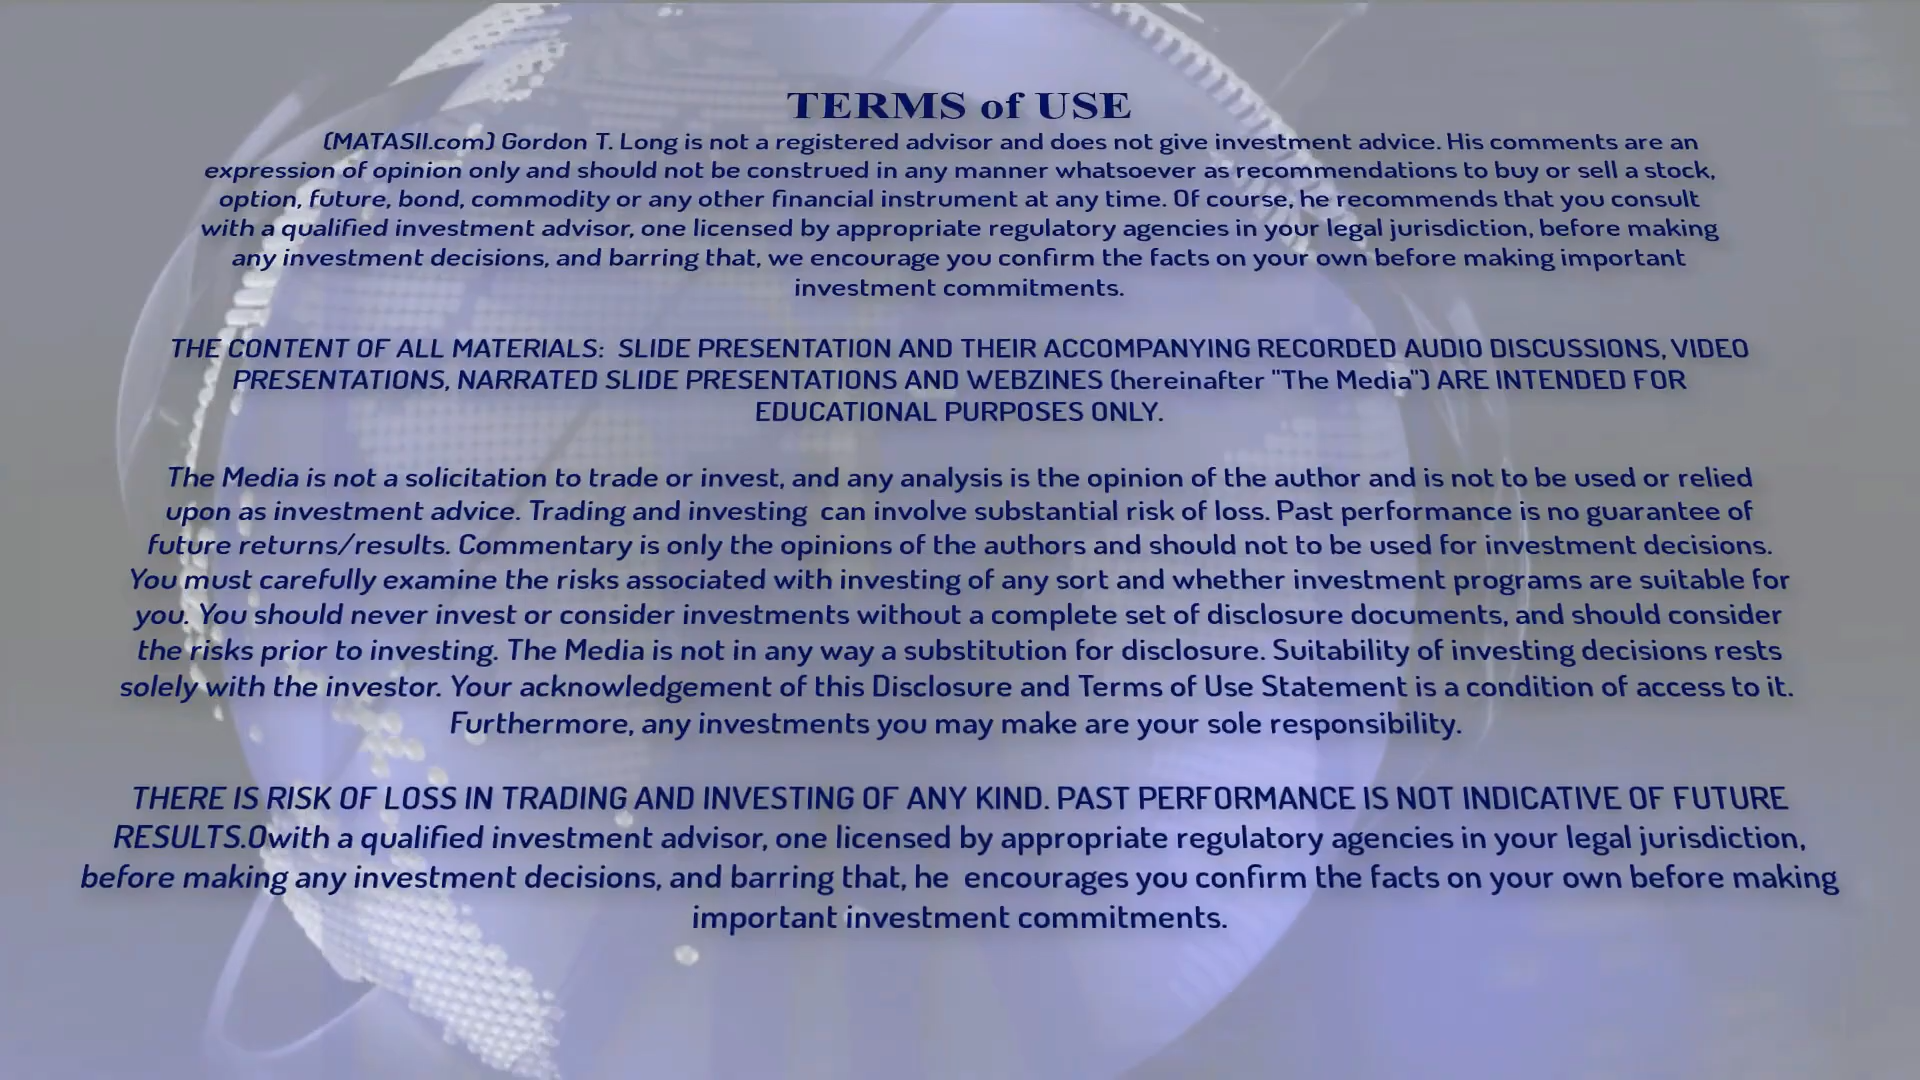 TERMS of USE
(MATASII.com) Gordon T. Long is not a registered advisor and does not give investment advice. His comments are an
expression of opinion only and should not be construed in any manner whatsoever as recommendations to buy or sell a stock,
option, future, bond, commodity or any other financial instrument at any time. Of course, he recommends that you consult
with a qualified investment advisor, one licensed by appropriate regulatory agencies in your legal jurisdiction, before making
any investment decisions, and barring that, we encourage you confirm the facts on your own before making important
investment commitments.
THE CONTENT OF ALL MATERIALS:  SLIDE PRESENTATION AND THEIR ACCOMPANYING RECORDED AUDIO DISCUSSIONS, VIDEO
PRESENTATIONS, NARRATED SLIDE PRESENTATIONS AND WEBZINES (hereinafter "The Media") ARE INTENDED FOR
EDUCATIONAL PURPOSES ONLY.
The Media is not a solicitation to trade or invest, and any analysis is the opinion of the author and is not to be used or relied
upon as investment advice. Trading and investing  can involve substantial risk of loss. Past performance is no guarantee of
future returns/results. Commentary is only the opinions of the authors and should not to be used for investment decisions.
You must carefully examine the risks associated with investing of any sort and whether investment programs are suitable for
you. You should never invest or consider investments without a complete set of disclosure documents, and should consider
the risks prior to investing. The Media is not in any way a substitution for disclosure. Suitability of investing decisions rests
solely with the investor. Your acknowledgement of this Disclosure and Terms of Use Statement is a condition of access to it.
Furthermore, any investments you may make are your sole responsibility.
THERE IS RISK OF LOSS IN TRADING AND INVESTING OF ANY KIND. PAST PERFORMANCE IS NOT INDICATIVE OF FUTURE
RESULTS.Owith a qualified investment advisor, one licensed by appropriate regulatory agencies in your legal jurisdiction,
before making any investment decisions, and barring that, he  encourages you confirm the facts on your own before making
important investment commitments.